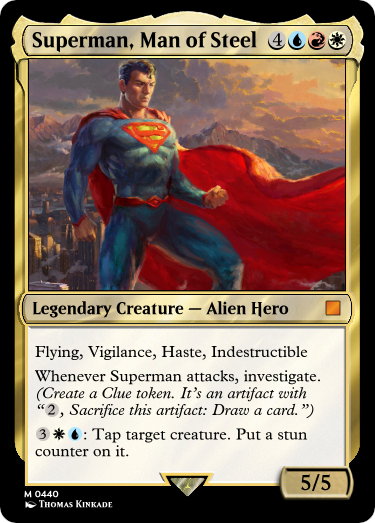 Superman, Man of Steel 4
Legendary Creature — Alien Hero
Flying, Vigilance, Haste, Indestructible
Whenever Superman attacks, investigate.
(Create a Clue token. It's an artifact with
“2, Sacrifice this artifact: Draw a card.”)
3: Tap target creature. Put a stun
counter on it.
5/5
M 0440
Thomas Kinkade